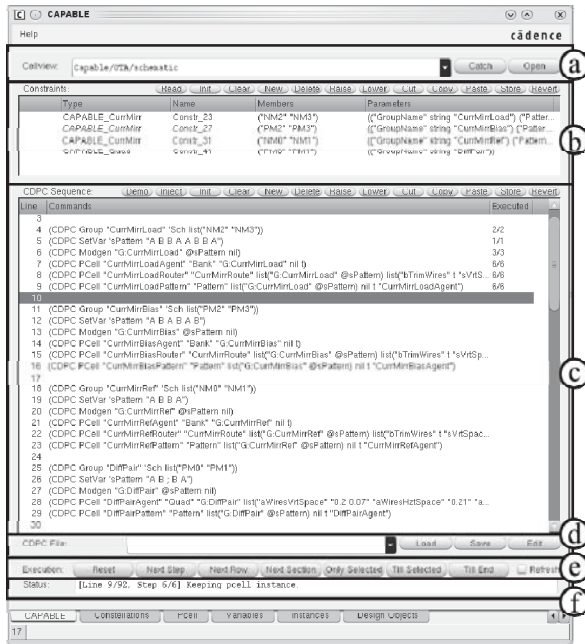 CAPABLE
Help
cādence
Cellview:
Capable/OTA/schematic
Catch
Open
a
Constraints:
Read Init Clear New Delete Raise Lower Cut Copy Paste Store Revert
Type Name Members Parameters
CAPABLE_CurrMirr Constr_23 ("NM2" "NM3") (("GroupName" string "CurrMirrLoad") ("Patter...
CAPABLE_CurrMirr Constr_27 ("PM2" "PM3") (("GroupName" string "CurrMirrBias") ("Patter...
CAPABLE_CurrMirr Constr_31 ("NM0" "NM1") (("GroupName" string "CurrMirrRef") ("Pattern...
(("GroupName" string "DiffPair"))
b
CDPC Sequence:
Demo Inject Init Clear New Delete Raise Lower Cut Copy Paste Store Revert
Line Commands Executed
3
4 (CDPC Group "CurrMirrLoad" 'Sch list("NM2" "NM3")) 2/2
5 (CDPC SetVar 'sPattern "A B B A A B B A") 1/1
6 (CDPC Modgen "G:CurrMirrLoad" @sPattern nil) 3/3
7 (CDPC PCell "CurrMirrLoadAgent" "Bank" "G:CurrMirrLoad" nil t) 6/6
8 (CDPC PCell "CurrMirrLoadRouter" "CurrMirrRoute" list("G:CurrMirrLoad" @sPattern) list("bTrimWires" t "sVrtS... 6/6
9 (CDPC PCell "CurrMirrLoadPattern" "Pattern" list("G:CurrMirrLoad" @sPattern) nil t "CurrMirrLoadAgent") 6/6
10
11 (CDPC Group "CurrMirrBias" 'Sch list("PM2" "PM3"))
12 (CDPC SetVar 'sPattern "A B A B A B")
13 (CDPC Modgen "G:CurrMirrBias" @sPattern nil)
14 (CDPC PCell "CurrMirrBiasAgent" "Bank" "G:CurrMirrBias" nil t)
15 (CDPC PCell "CurrMirrBiasRouter" "CurrMirrRoute" list("G:CurrMirrBias" @sPattern) list("bTrimWires" t "sVrtSpac...
16 (CDPC PCell "CurrMirrBiasPattern" "Pattern" list("G:CurrMirrBias" @sPattern) nil t "CurrMirrBiasAgent")
17
18 (CDPC Group "CurrMirrRef" 'Sch list("NM0" "NM1"))
19 (CDPC SetVar 'sPattern "A B B A")
20 (CDPC Modgen "G:CurrMirrRef" @sPattern nil)
21 (CDPC PCell "CurrMirrRefAgent" "Bank" "G:CurrMirrRef" nil t)
22 (CDPC PCell "CurrMirrRefRouter" "CurrMirrRoute" list("G:CurrMirrRef" @sPattern) list("bTrimWires" t "sVrtSpac...
23 (CDPC PCell "CurrMirrRefPattern" "Pattern" list("G:CurrMirrRef" @sPattern) nil t "CurrMirrRefAgent")
24
25 (CDPC Group "DiffPair" 'Sch list("PM0" "PM1"))
26 (CDPC SetVar 'sPattern "A B ; B A")
27 (CDPC Modgen "G:DiffPair" @sPattern nil)
28 (CDPC PCell "DiffPairAgent" "Quad" "G:DiffPair" list("aWiresVrtSpace" "0.2 0.07" "aWiresHztSpace" "0.21" "a...
29 (CDPC PCell "DiffPairPattern" "Pattern" list("G:DiffPair" @sPattern) nil t "DiffPairAgent")
30
c
CDPC File:
Load Save Edit
d
Execution: Reset Next Step Next Row Next Section Only Selected Till Selected Till End Refresh
e
Status: [Line 9/92, Step 6/6] Keeping pcell instance.
f
CAPABLE Constellations Pcell Variables Instances Design Objects
17